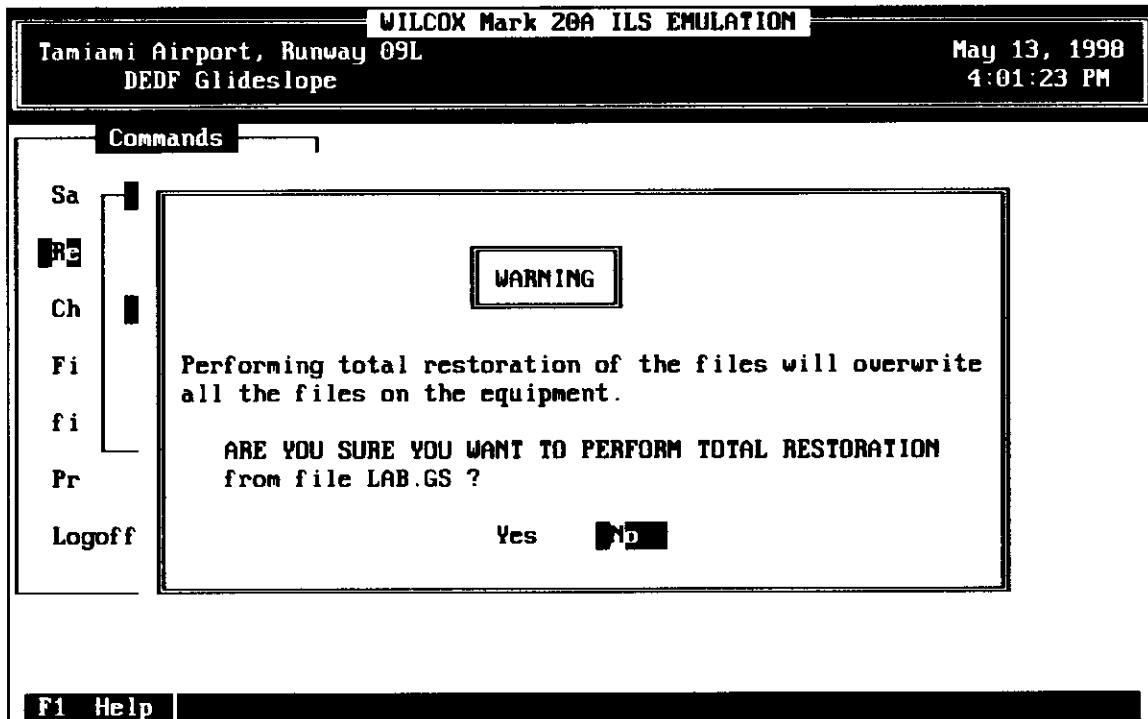 WILCOX Mark 20A ILS EMULATION
Tamiami Airport, Runway 09L
May 13, 1998
DEDF Glideslope
4:01:23 PM
Commands
Sa
Re
Ch
Fi
fi
Pr
Logoff
WARNING
Performing total restoration of the files will overwrite
all the files on the equipment.
ARE YOU SURE YOU WANT TO PERFORM TOTAL RESTORATION
from file LAB.GS ?
Yes No
F1 Help